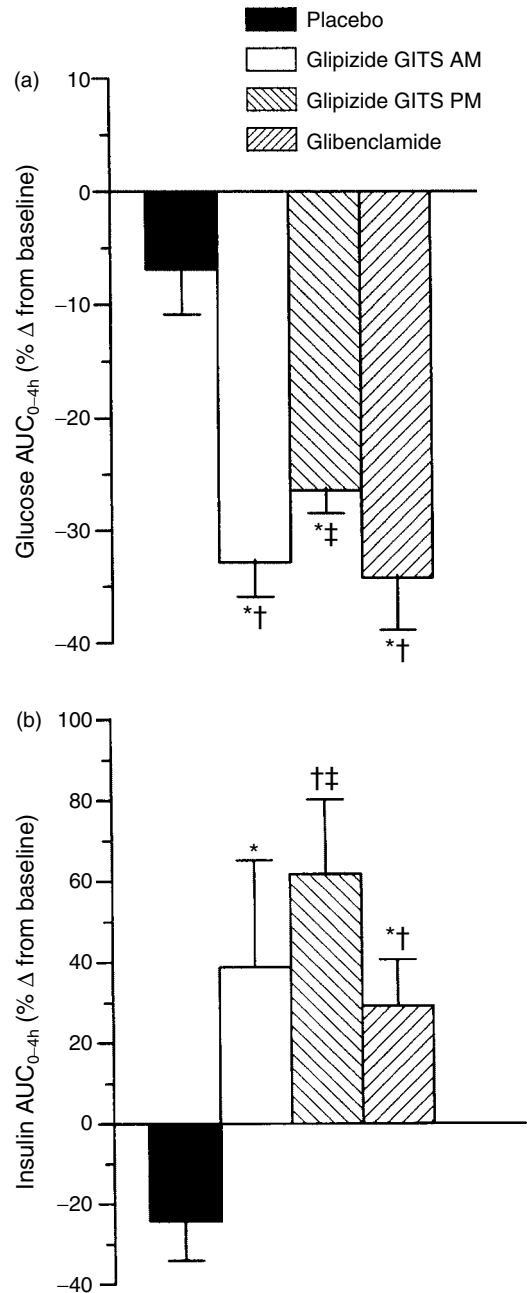 Placebo
Glipizide GITS AM
Glipizide GITS PM
Glibenclamide
(a)
Glucose AUC0–4h (% Δ from baseline)
10
0
–10
–20
–30
–40
*†
*‡
*†
(b)
Insulin AUC0–4h (% Δ from baseline)
100
80
60
40
20
0
–20
–40
*
†‡
*†